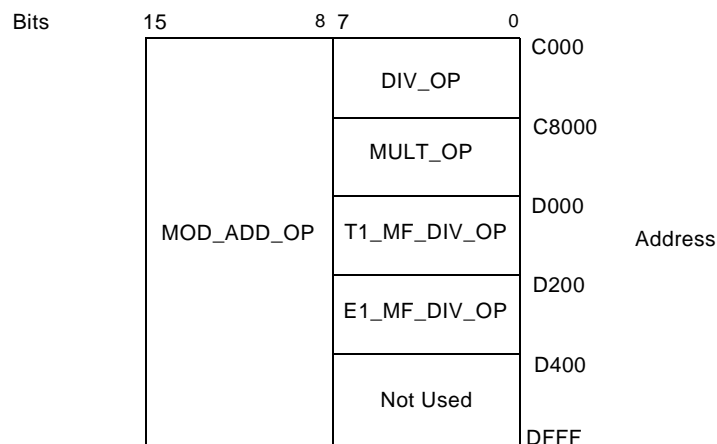 Bits 15 8 7 0
C000
DIV_OP
C8000
MULT_OP
D000
MOD_ADD_OP T1_MF_DIV_OP Address
D200
E1_MF_DIV_OP
D400
Not Used
DFFF